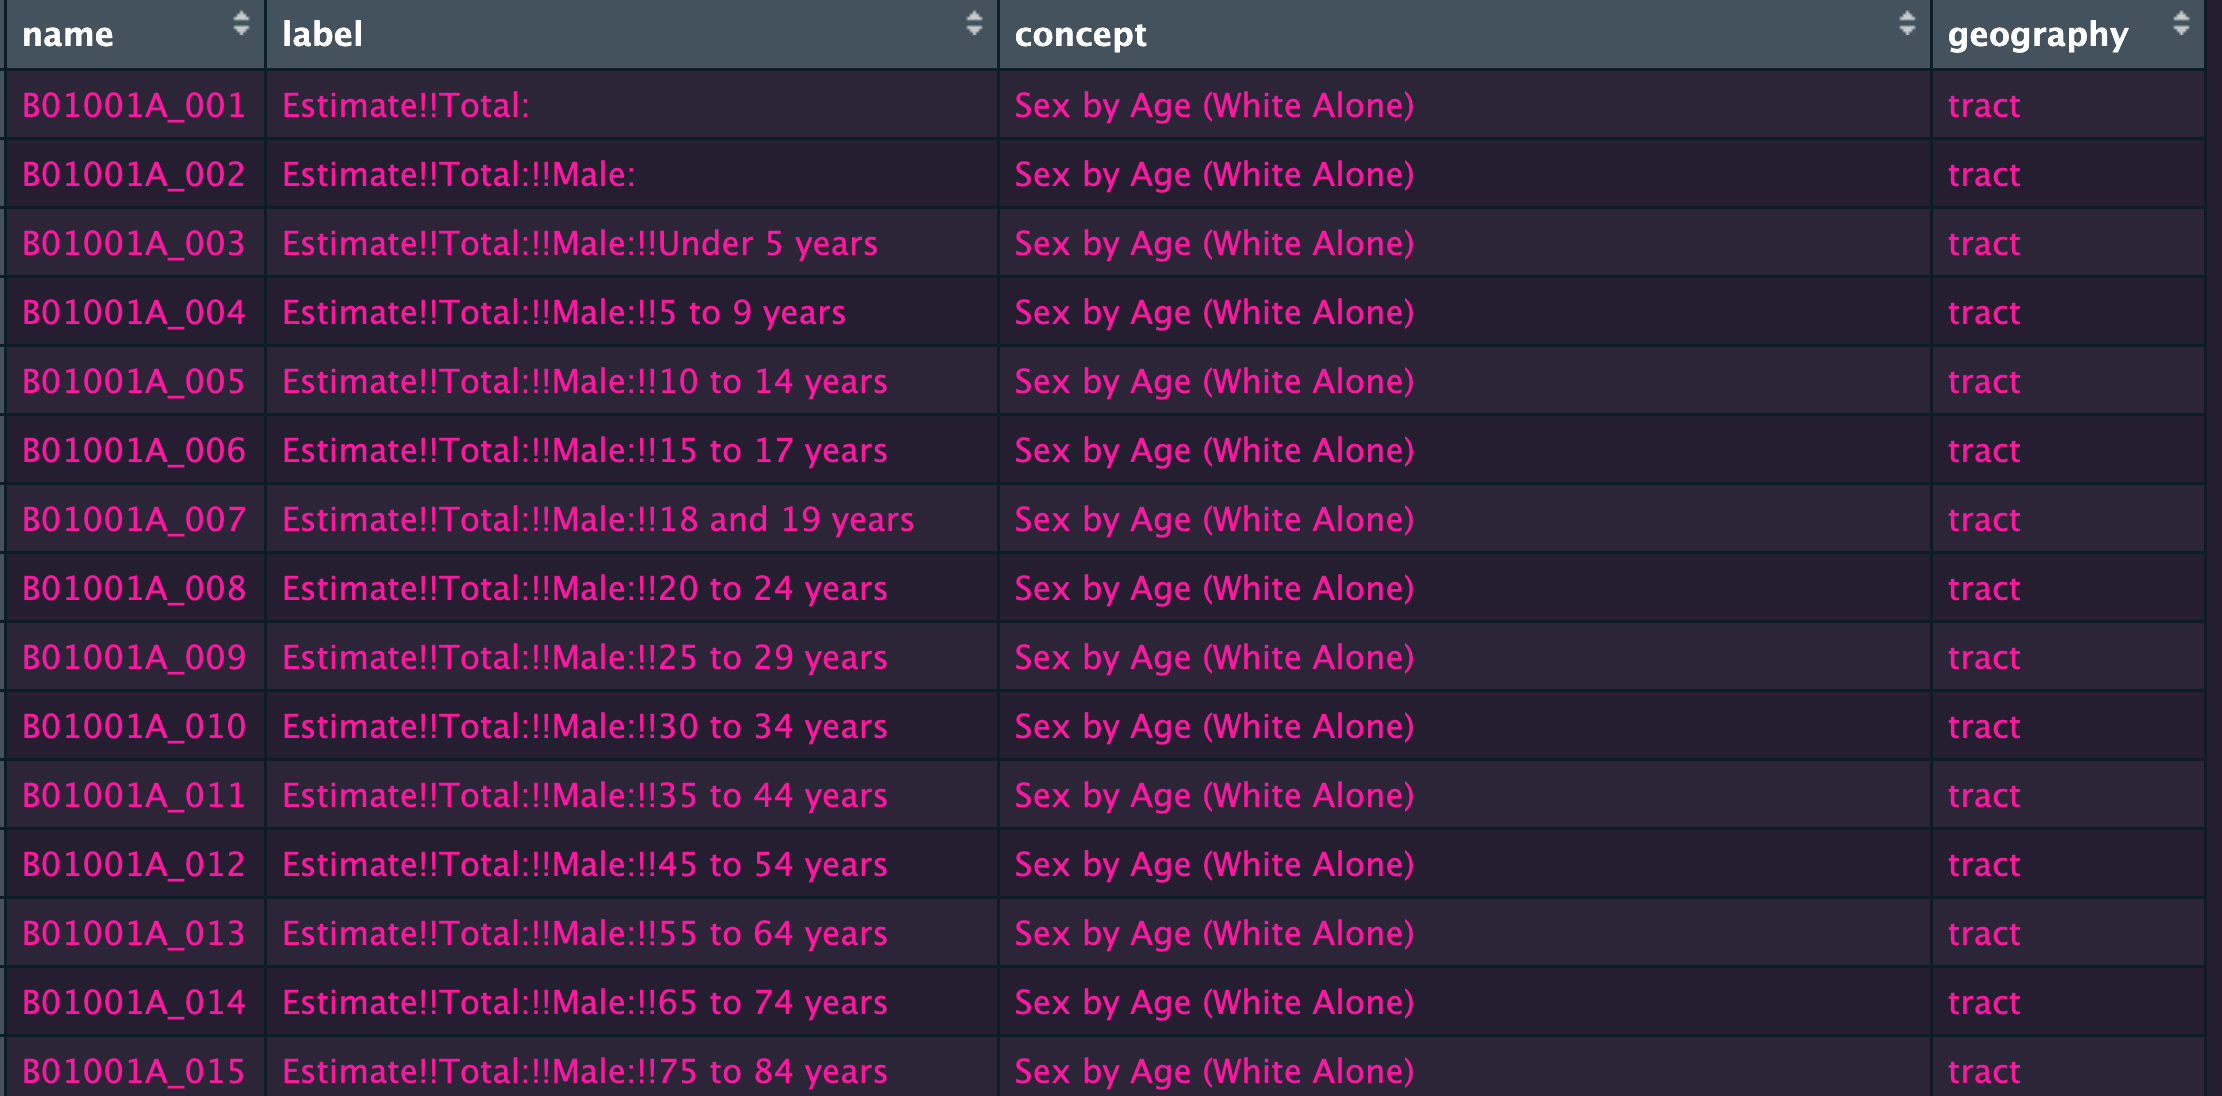 name label concept geography
B01001A_001 Estimate!!Total: Sex by Age (White Alone) tract
B01001A_002 Estimate!!Total:!!Male: Sex by Age (White Alone) tract
B01001A_003 Estimate!!Total:!!Male:!!Under 5 years Sex by Age (White Alone) tract
B01001A_004 Estimate!!Total:!!Male:!!5 to 9 years Sex by Age (White Alone) tract
B01001A_005 Estimate!!Total:!!Male:!!10 to 14 years Sex by Age (White Alone) tract
B01001A_006 Estimate!!Total:!!Male:!!15 to 17 years Sex by Age (White Alone) tract
B01001A_007 Estimate!!Total:!!Male:!!18 and 19 years Sex by Age (White Alone) tract
B01001A_008 Estimate!!Total:!!Male:!!20 to 24 years Sex by Age (White Alone) tract
B01001A_009 Estimate!!Total:!!Male:!!25 to 29 years Sex by Age (White Alone) tract
B01001A_010 Estimate!!Total:!!Male:!!30 to 34 years Sex by Age (White Alone) tract
B01001A_011 Estimate!!Total:!!Male:!!35 to 44 years Sex by Age (White Alone) tract
B01001A_012 Estimate!!Total:!!Male:!!45 to 54 years Sex by Age (White Alone) tract
B01001A_013 Estimate!!Total:!!Male:!!55 to 64 years Sex by Age (White Alone) tract
B01001A_014 Estimate!!Total:!!Male:!!65 to 74 years Sex by Age (White Alone) tract
B01001A_015 Estimate!!Total:!!Male:!!75 to 84 years Sex by Age (White Alone) tract